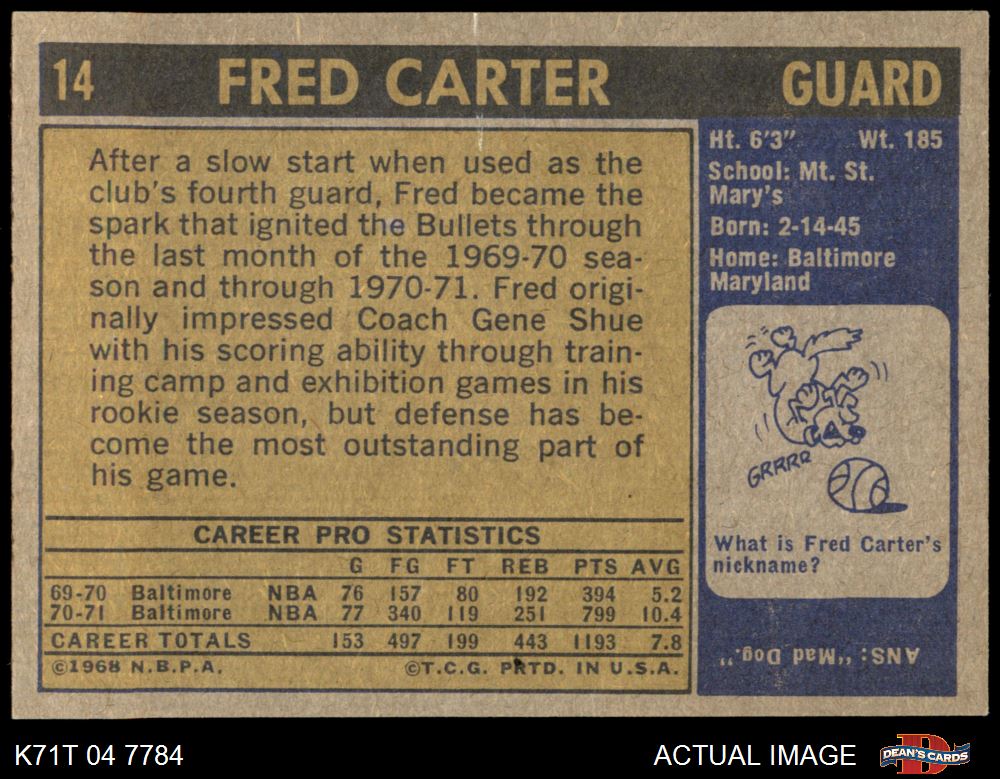 14 FRED CARTER GUARD
After a slow start when used as the
club's fourth guard, Fred became the
spark that ignited the Bullets through
the last month of the 1969-70 sea-
son and through 1970-71. Fred origi-
nally impressed Coach Gene Shue
with his scoring ability through train-
ing camp and exhibition games in his
rookie season, but defense has be-
come the most outstanding part of
his game.
CAREER PRO STATISTICS
G FG FT REB PTS AVG
69-70 Baltimore NBA 76 157 80 192 394 5.2
70-71 Baltimore NBA 77 340 119 251 799 10.4
CAREER TOTALS 153 497 199 443 1193 7.8
©1968 N.B.P.A. ©T.C.G. PRTD. IN U.S.A.
Ht. 6'3" Wt. 185
School: Mt. St.
Mary's
Born: 2-14-45
Home: Baltimore
Maryland
GRRRR
What is Fred Carter's
nickname?
ANS: "Mad Dog".
K71T 04 7784 ACTUAL IMAGE DEAN'S CARDS